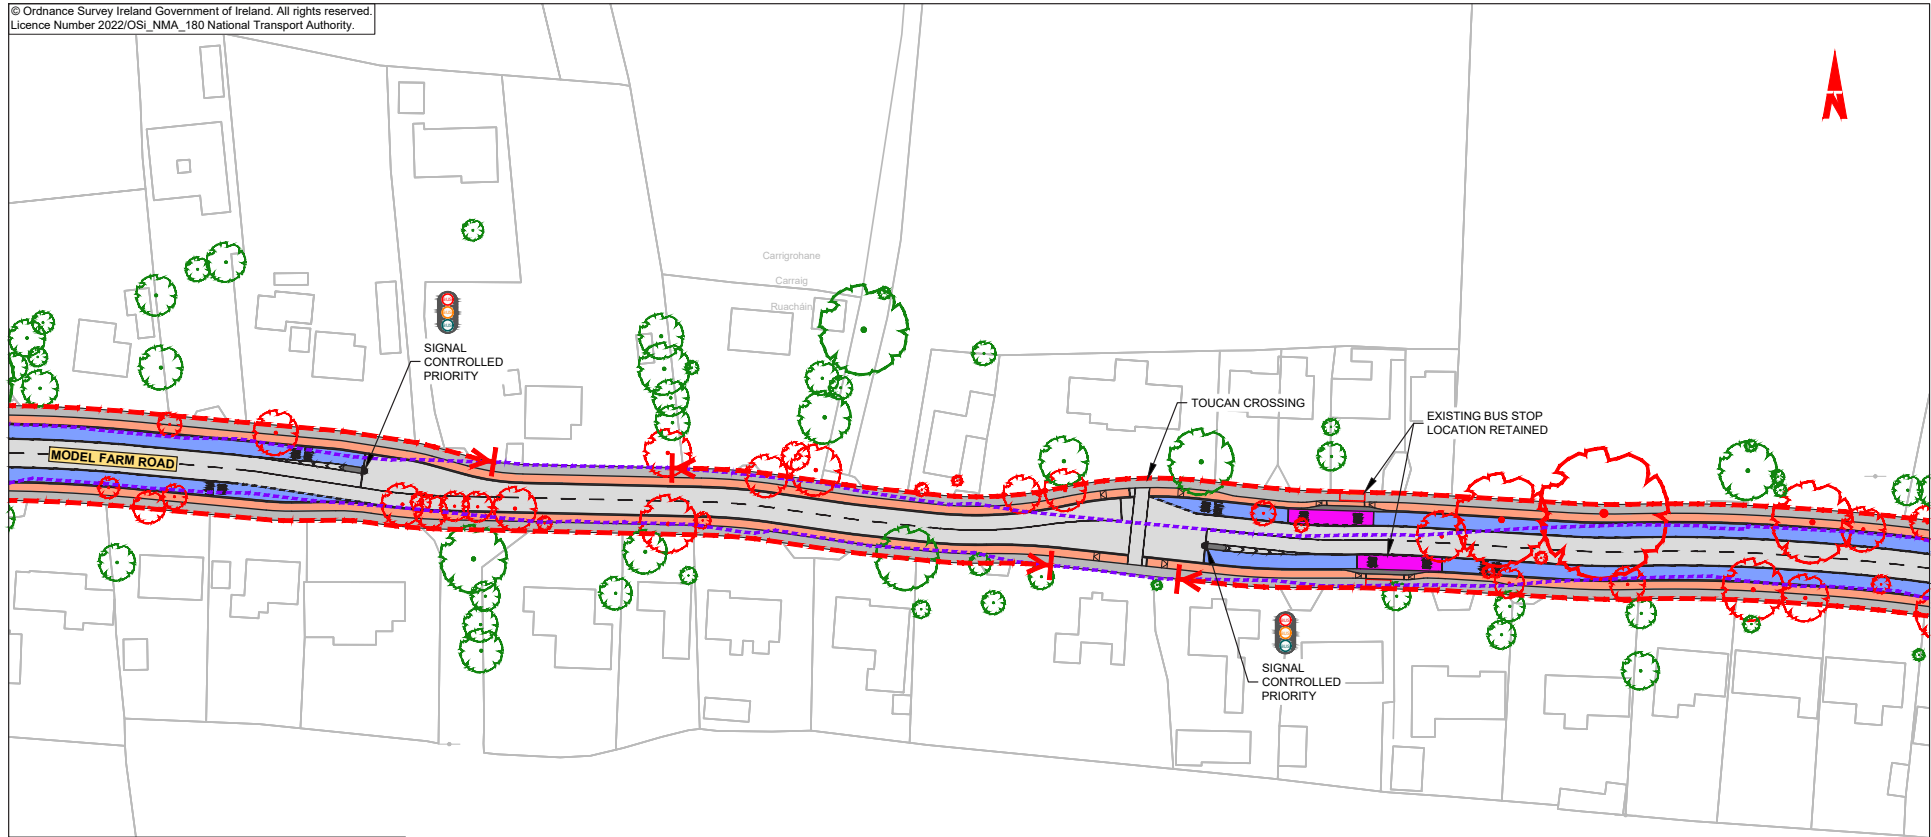 © Ordnance Survey Ireland Government of Ireland. All rights reserved.
Licence Number 2022/OSi_NMA_180 National Transport Authority.
Carrigrohane
Carraig
Ruacháin
SIGNAL
CONTROLLED
PRIORITY
TOUCAN CROSSING
EXISTING BUS STOP
LOCATION RETAINED
MODEL FARM ROAD
SIGNAL
CONTROLLED
PRIORITY
N